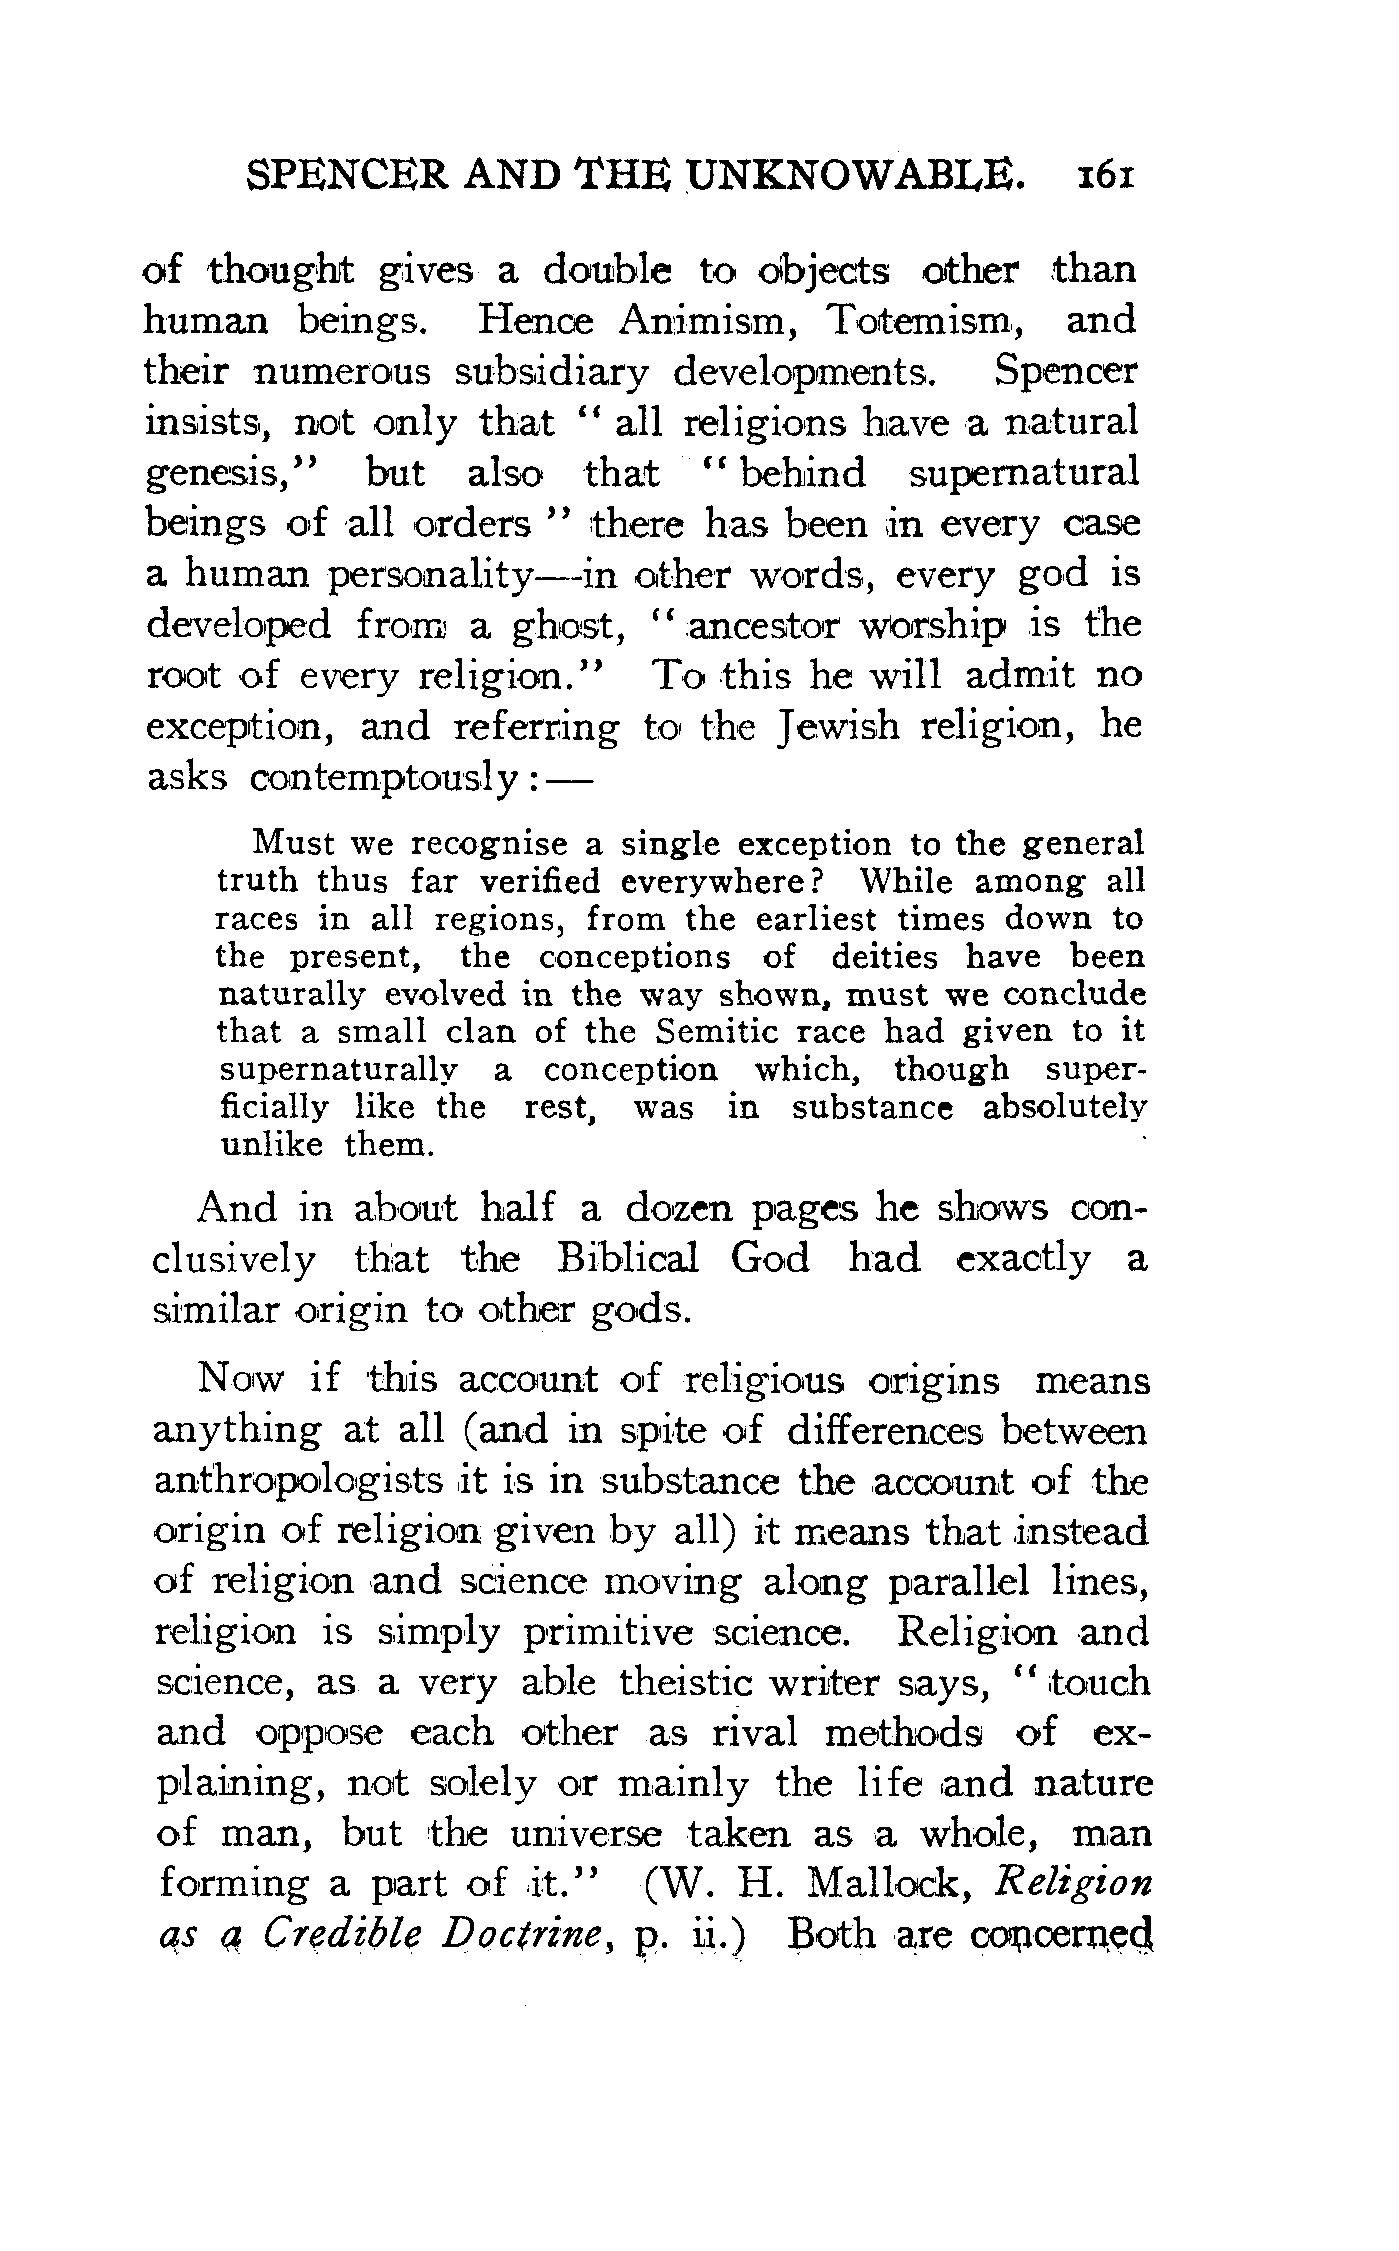 SPENCER AND THE UNKNOWABLE. 161
of thought gives a double to objects other than
human beings. Hence Animism, Totemism, and
their numerous subsidiary developments. Spencer
insists, not only that “ all religions have a natural
genesis,” but also that “ behind supernatural
beings of all orders ” there has been in every case
a human personality—in other words, every god is
developed from a ghost, “ ancestor worship is the
root of every religion.” To this he will admit no
exception, and referring to the Jewish religion, he
asks contemptously :—
Must we recognise a single exception to the general
truth thus far verified everywhere? While among all
races in all regions, from the earliest times down to
the present, the conceptions of deities have been
naturally evolved in the way shown, must we conclude
that a small clan of the Semitic race had given to it
supernaturally a conception which, though super-
ficially like the rest, was in substance absolutely
unlike them.
And in about half a dozen pages he shows con-
clusively that the Biblical God had exactly a
similar origin to other gods.
Now if this account of religious origins means
anything at all (and in spite of differences between
anthropologists it is in substance the account of the
origin of religion given by all) it means that instead
of religion and science moving along parallel lines,
religion is simply primitive science. Religion and
science, as a very able theistic writer says, “ touch
and oppose each other as rival methods of ex-
plaining, not solely or mainly the life and nature
of man, but the universe taken as a whole, man
forming a part of it.” (W. H. Mallock, Religion
as a Credible Doctrine, p. ii.) Both are concerned